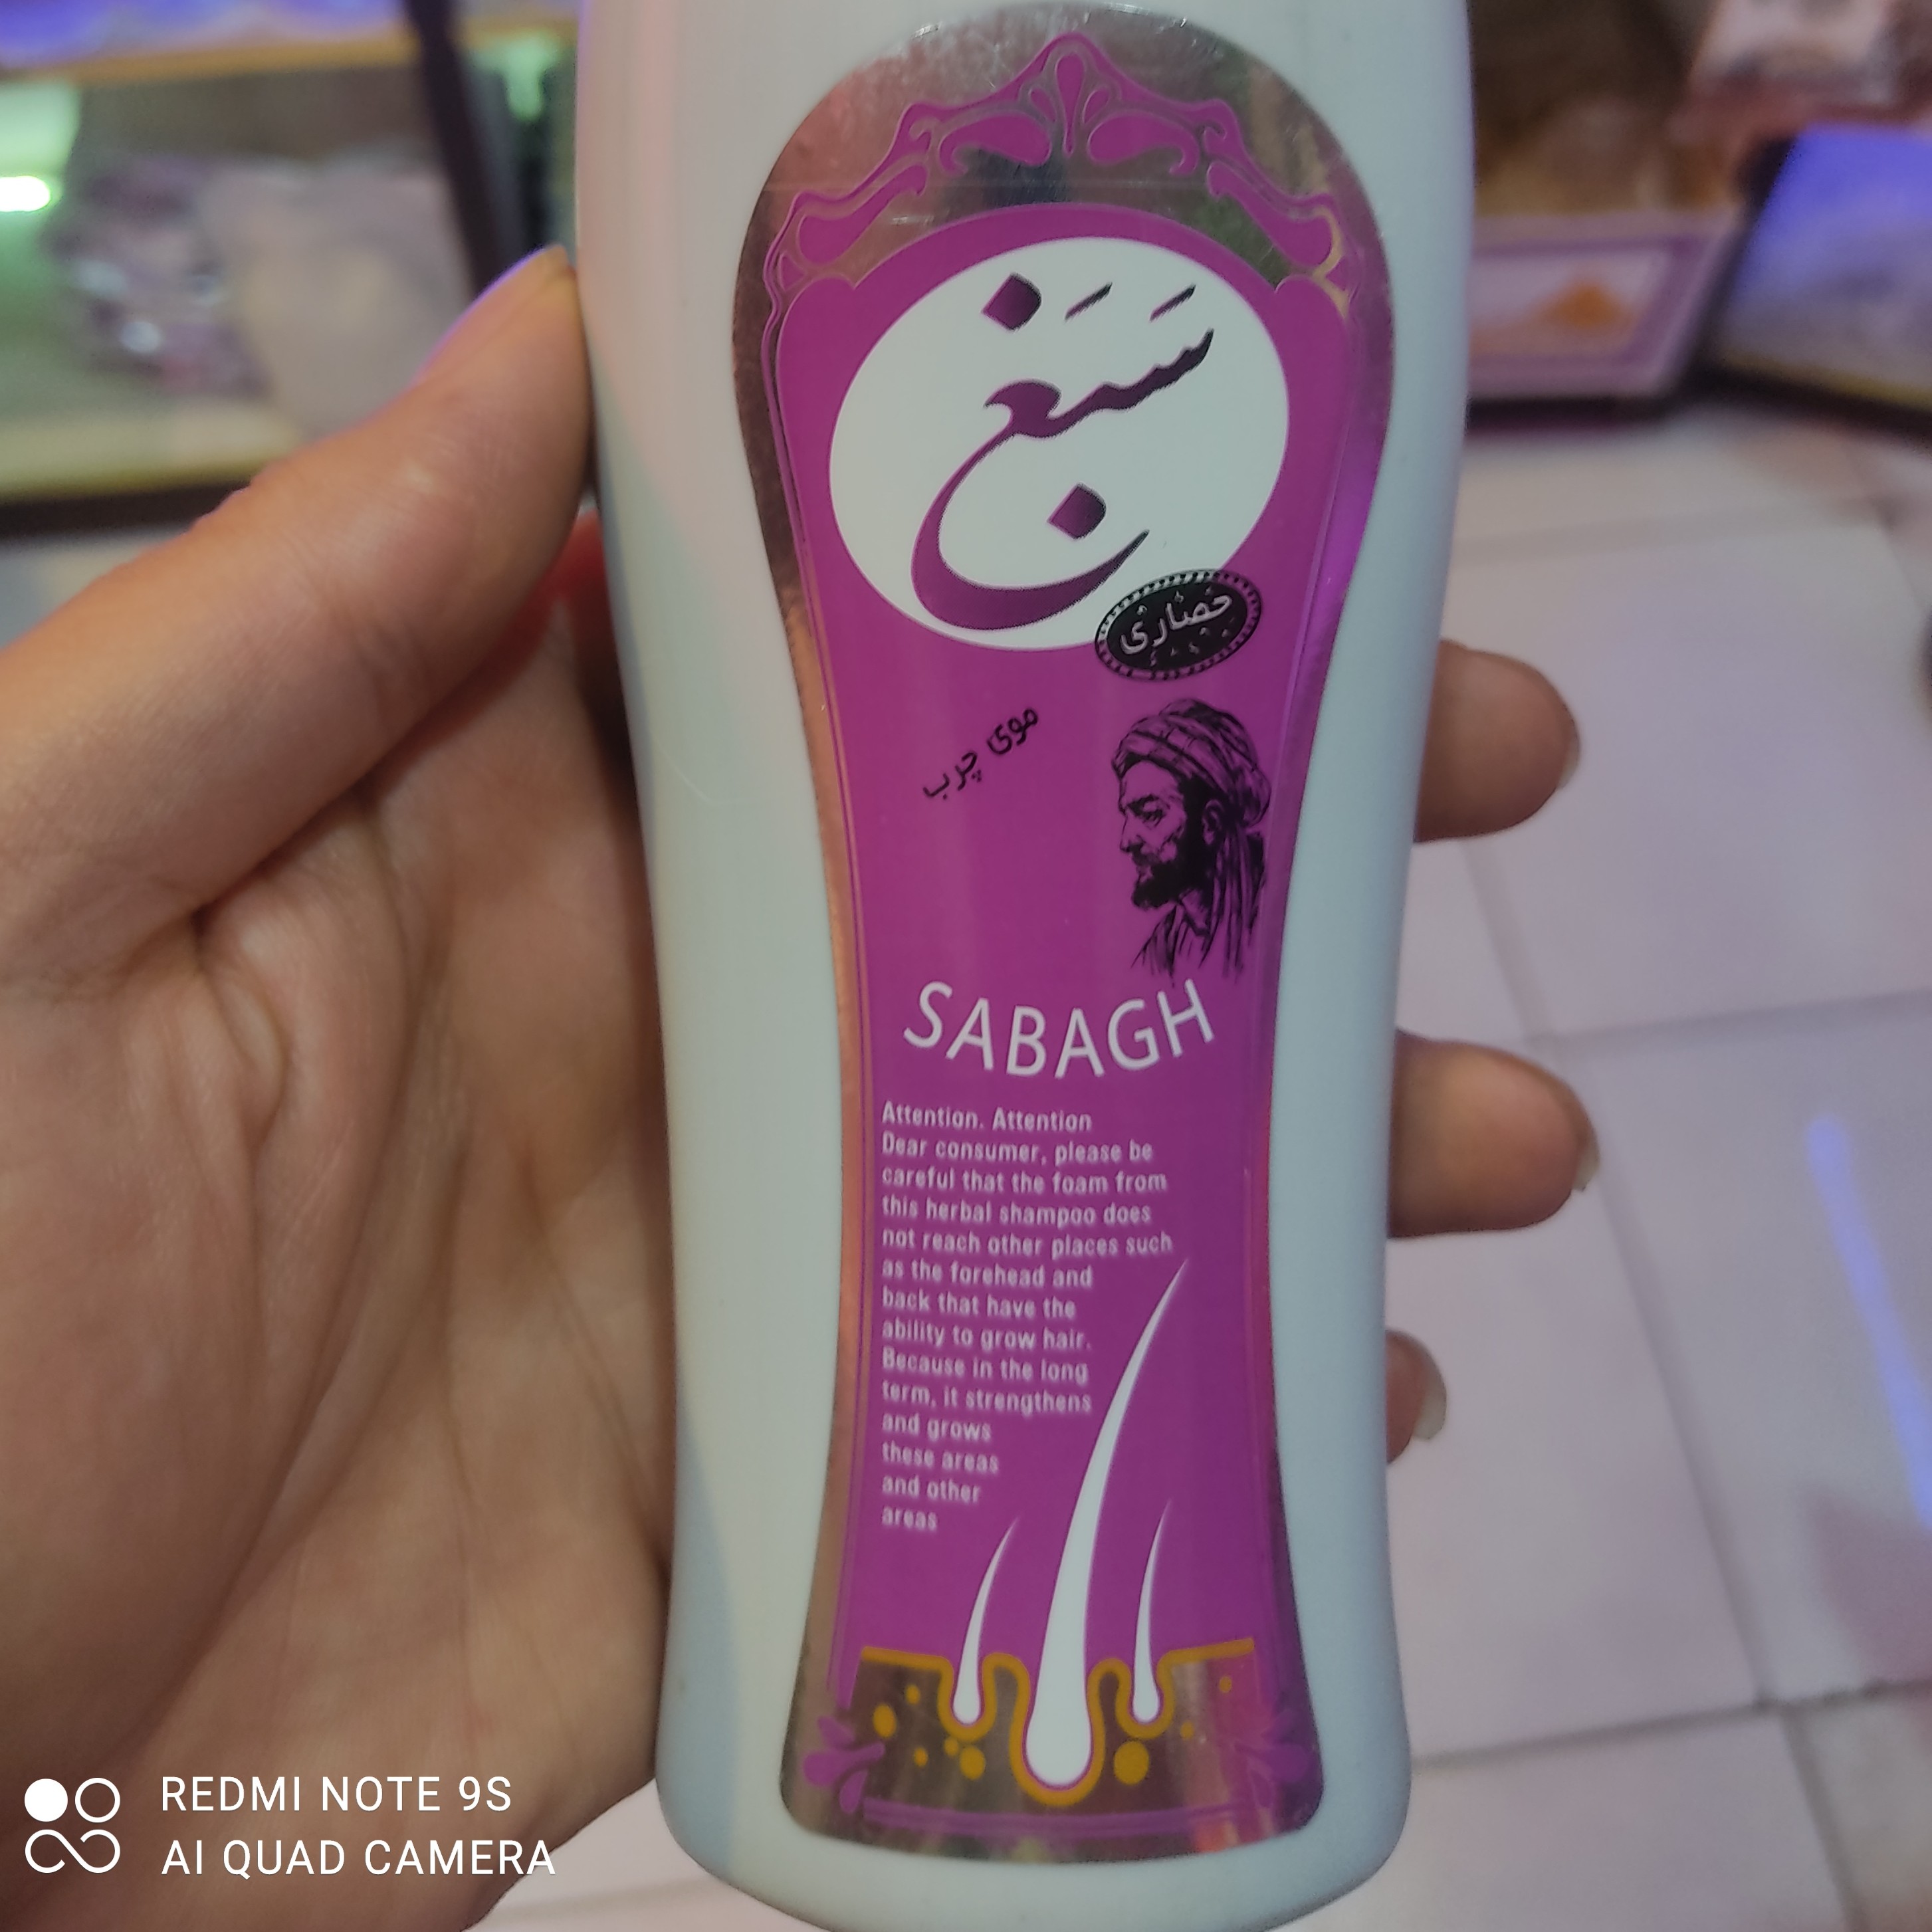 سَبَغ
حصاری
موی چرب
SABAGH
Attention. Attention
Dear consumer, please be
careful that the foam from
this herbal shampoo does
not reach other places such
as the forehead and
back that have the
ability to grow hair.
Because in the long
term, it strengthens
and grows
these areas
and other
areas
REDMI NOTE 9S
AI QUAD CAMERA